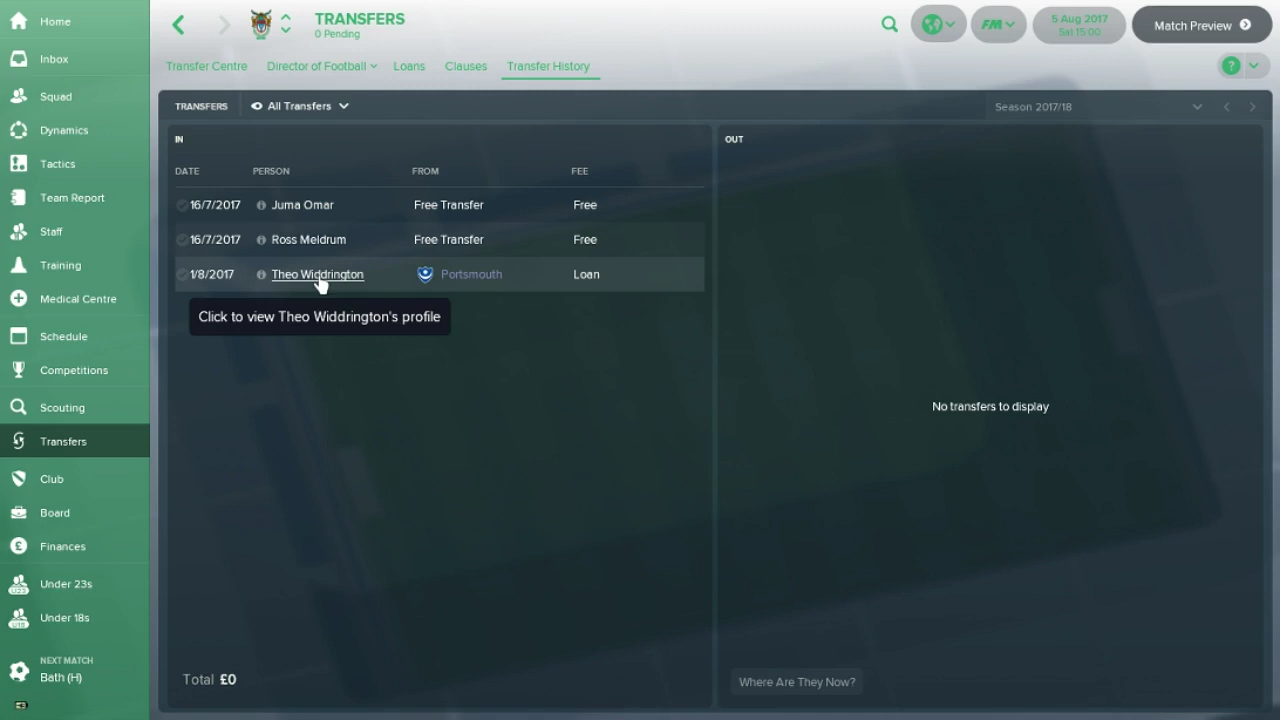 Home
Inbox
Squad
Dynamics
Tactics
Team Report
Staff
Training
Medical Centre
Schedule
Competitions
Scouting
Transfers
Club
Board
Finances
Under 23s
Under 18s
NEXT MATCH
Bath (H)
TRANSFERS
0 Pending
FM
5 Aug 2017
Sat 15:00
Match Preview
Transfer Centre
Director of Football
Loans
Clauses
Transfer History
?
TRANSFERS
All Transfers
Season 2017/18
IN
DATE PERSON FROM FEE
16/7/2017 Juma Omar Free Transfer Free
16/7/2017 Ross Meldrum Free Transfer Free
1/8/2017 Theo Widdrington Portsmouth Loan
Click to view Theo Widdrington's profile
Total £0
OUT
No transfers to display
Where Are They Now?